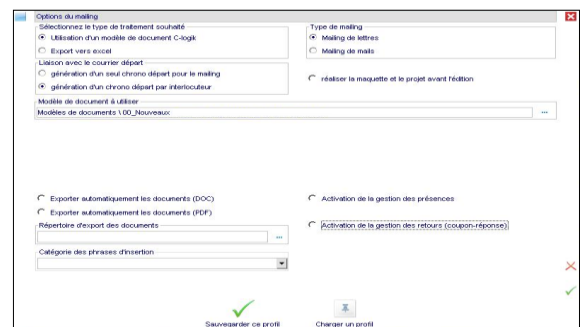 Options du mailing
Sélectionnez le type de traitement souhaité
Utilisation d'un modèle de document C-logik
Export vers excel
Type de mailing
Mailing de lettres
Mailing de mails
Liaison avec le courrier départ
génération d'un seul chrono départ pour le mailing
génération d'un chrono départ par interlocuteur
réaliser la maquette et le projet avant l'édition
Modèle de document à utiliser
Modèles de documents \ 00_Nouveaux
...
Exporter automatiquement les documents (DOC)
Exporter automatiquement les documents (PDF)
Activation de la gestion des présences
Répertoire d'export des documents
...
Activation de la gestion des retours (coupon-réponse)
Catégorie des phrases d'insertion
Sauvegarder ce profil
Charger un profil